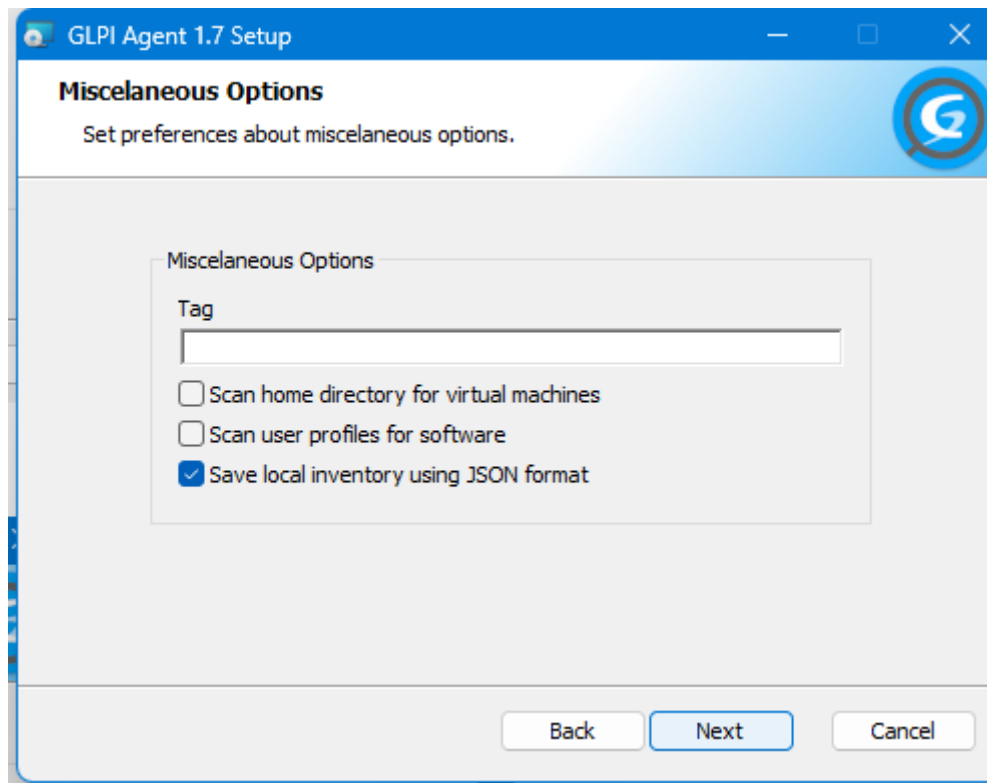 GLPI Agent 1.7 Setup
Miscelaneous Options
Set preferences about miscelaneous options.
Miscelaneous Options
Tag
Scan home directory for virtual machines
Scan user profiles for software
Save local inventory using JSON format
Back Next Cancel